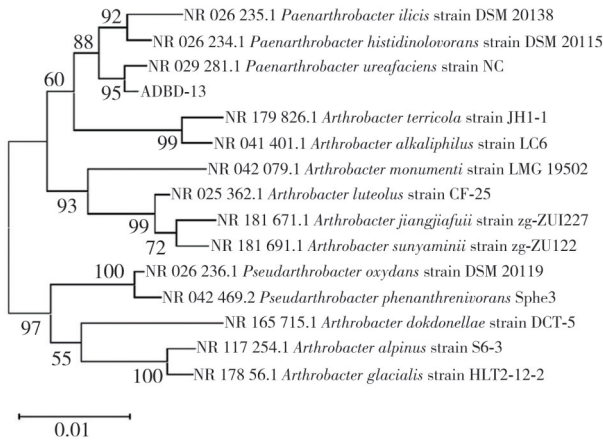 92
NR 026 235.1 Paenarthrobacter ilicis strain DSM 20138
88
NR 026 234.1 Paenarthrobacter histidinolovorans strain DSM 20115
NR 029 281.1 Paenarthrobacter ureafaciens strain NC
60
95
ADBD-13
NR 179 826.1 Arthrobacter terricola strain JH1-1
99
NR 041 401.1 Arthrobacter alkaliphilus strain LC6
NR 042 079.1 Arthrobacter monumenti strain LMG 19502
93
NR 025 362.1 Arthrobacter luteolus strain CF-25
99
NR 181 671.1 Arthrobacter jiangjiafuii strain zg-ZUI227
72
NR 181 691.1 Arthrobacter sunyaminii strain zg-ZU122
100
NR 026 236.1 Pseudarthrobacter oxydans strain DSM 20119
NR 042 469.2 Pseudarthrobacter phenanthrenivorans Sphe3
97
NR 165 715.1 Arthrobacter dokdonellae strain DCT-5
55
NR 117 254.1 Arthrobacter alpinus strain S6-3
100
NR 178 56.1 Arthrobacter glacialis strain HLT2-12-2
0.01